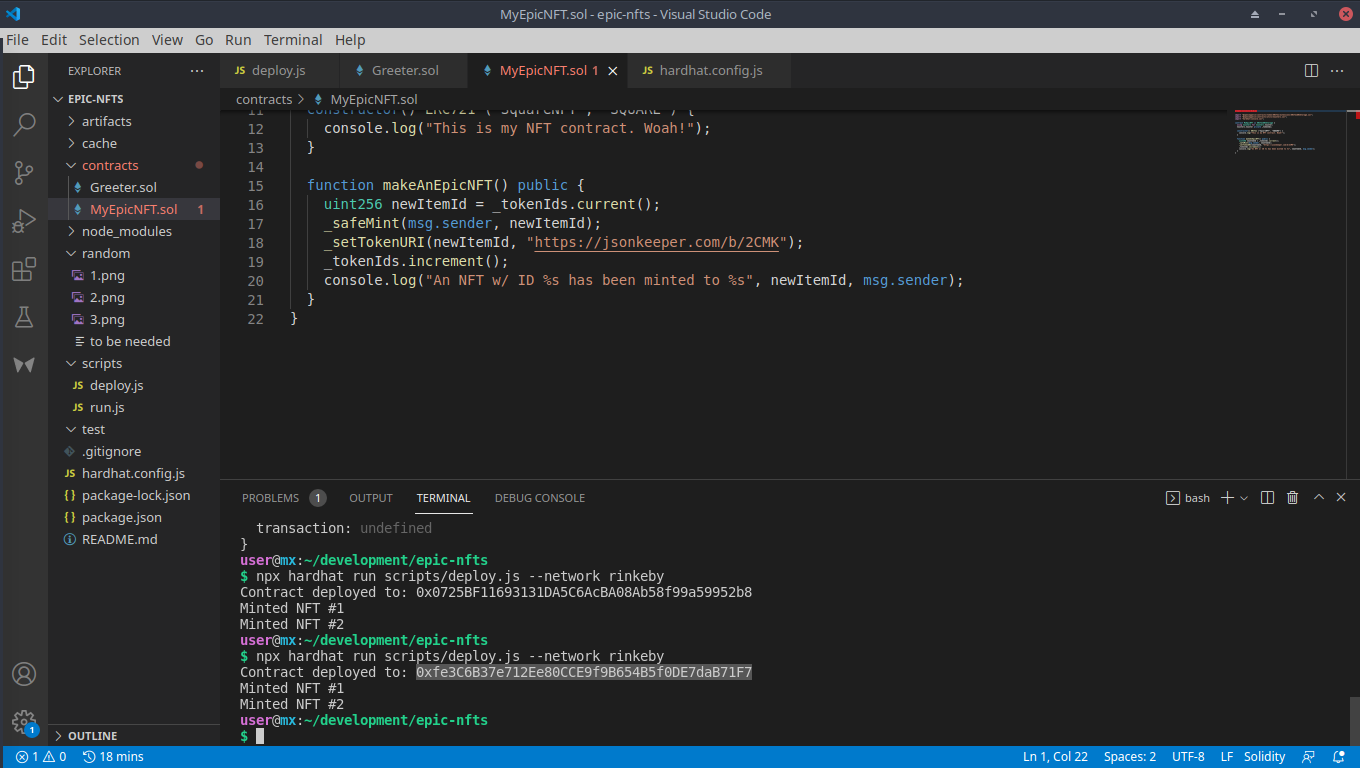 MyEpicNFT.sol - epic-nfts - Visual Studio Code
File Edit Selection View Go Run Terminal Help
EXPLORER ···
EPIC-NFTS
artifacts
cache
contracts
Greeter.sol
MyEpicNFT.sol 1
node_modules
random
1.png
2.png
3.png
to be needed
scripts
JS deploy.js
JS run.js
test
.gitignore
JS hardhat.config.js
{} package-lock.json
{} package.json
README.md
OUTLINE
1
JS deploy.js
Greeter.sol
MyEpicNFT.sol 1
JS hardhat.config.js
contracts > MyEpicNFT.sol
11 constructor() ERC721 ("SquareNFT", "SQUARE") {
12 console.log("This is my NFT contract. Woah!");
13 }
14
15 function makeAnEpicNFT() public {
16 uint256 newItemId = _tokenIds.current();
17 _safeMint(msg.sender, newItemId);
18 _setTokenURI(newItemId, "https://jsonkeeper.com/b/2CMK");
19 _tokenIds.increment();
20 console.log("An NFT w/ ID %s has been minted to %s", newItemId, msg.sender);
21 }
22 }
PROBLEMS 1 OUTPUT TERMINAL DEBUG CONSOLE
bash
transaction: undefined
}
user@mx:~/development/epic-nfts
$ npx hardhat run scripts/deploy.js --network rinkeby
Contract deployed to: 0x0725BF11693131DA5C6AcBA08Ab58f99a59952b8
Minted NFT #1
Minted NFT #2
user@mx:~/development/epic-nfts
$ npx hardhat run scripts/deploy.js --network rinkeby
Contract deployed to: 0xfe3C6B37e712Ee80CCE9f9B654B5f0DE7daB71F7
Minted NFT #1
Minted NFT #2
user@mx:~/development/epic-nfts
$
1 0 18 mins
Ln 1, Col 22 Spaces: 2 UTF-8 LF Solidity